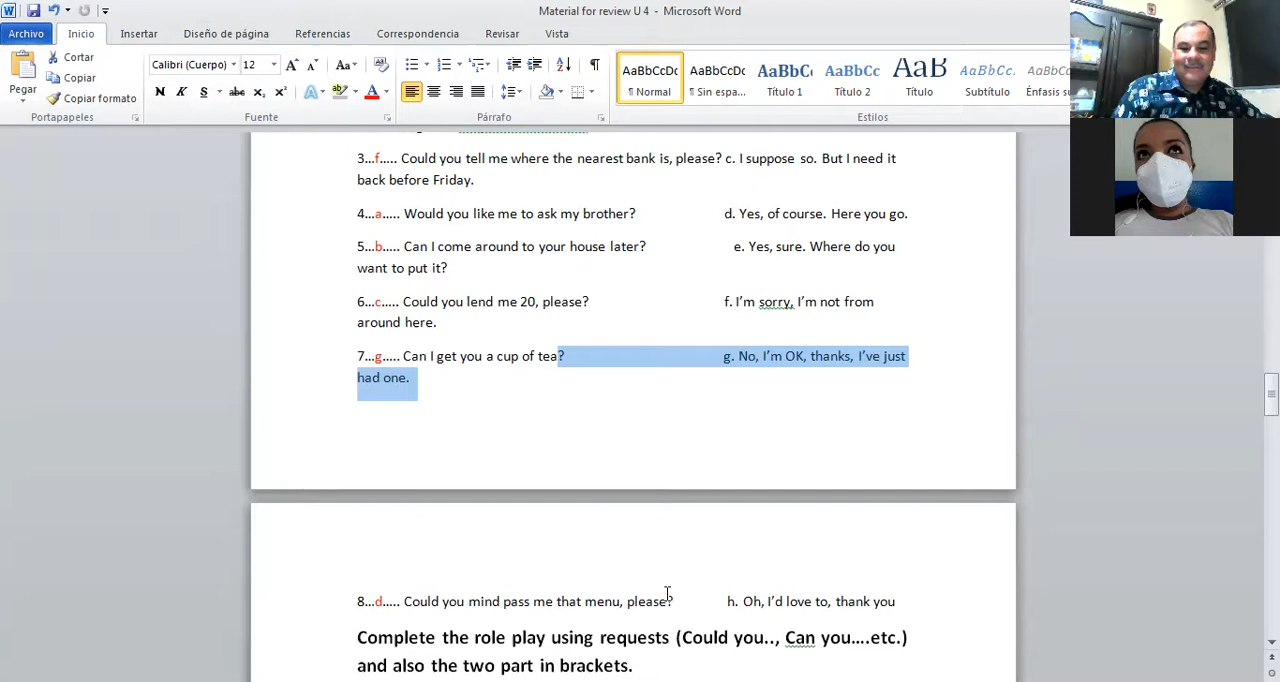 Material for review U 4 - Microsoft Word
Archivo Inicio Insertar Diseño de página Referencias Correspondencia Revisar Vista
Pegar
Cortar
Copiar
Copiar formato
Portapapeles
Calibri (Cuerpo) 12
N K S abc x₂ x²
Fuente
Párrafo
AaBbCcDc AaBbCcDc AaBbC AaBbCc AaB AaBbCc AaBbCc
¶ Normal ¶ Sin espa... Título 1 Título 2 Título Subtítulo Énfasis
Estilos
3...f..... Could you tell me where the nearest bank is, please? c. I suppose so. But I need it
back before Friday.
4...a..... Would you like me to ask my brother? d. Yes, of course. Here you go.
5...b..... Can I come around to your house later? e. Yes, sure. Where do you
want to put it?
6...c..... Could you lend me 20, please? f. I'm sorry, I'm not from
around here.
7...g..... Can I get you a cup of tea? g. No, I'm OK, thanks, I've just
had one.
8...d..... Could you mind pass me that menu, please? h. Oh, I'd love to, thank you
Complete the role play using requests (Could you.., Can you....etc.)
and also the two part in brackets.